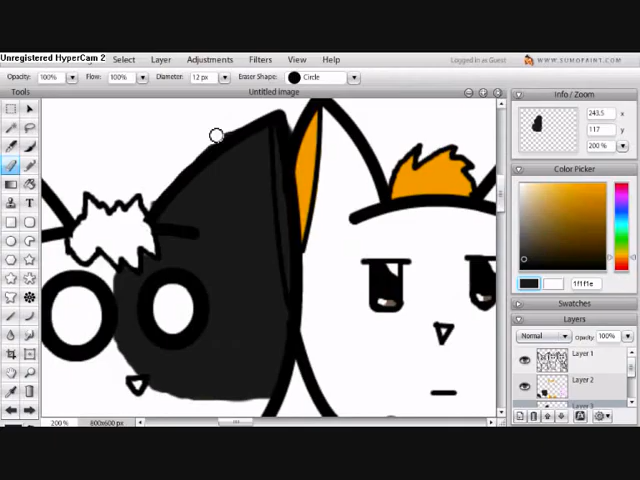 Unregistered HyperCam 2
Select Layer Adjustments Filters View Help
Logged in as Guest
WWW.SUMOPAINT.COM
Opacity: 100% Flow: 100% Diameter: 12 px Eraser Shape: Circle
Tools
Untitled image
Info / Zoom
243.5 x
117 y
200 %
Color Picker
1f1f1e
Swatches
Layers
Normal Opacity: 100%
Layer 1
Layer 2
Layer 3
200 % 800x600 px
T
A